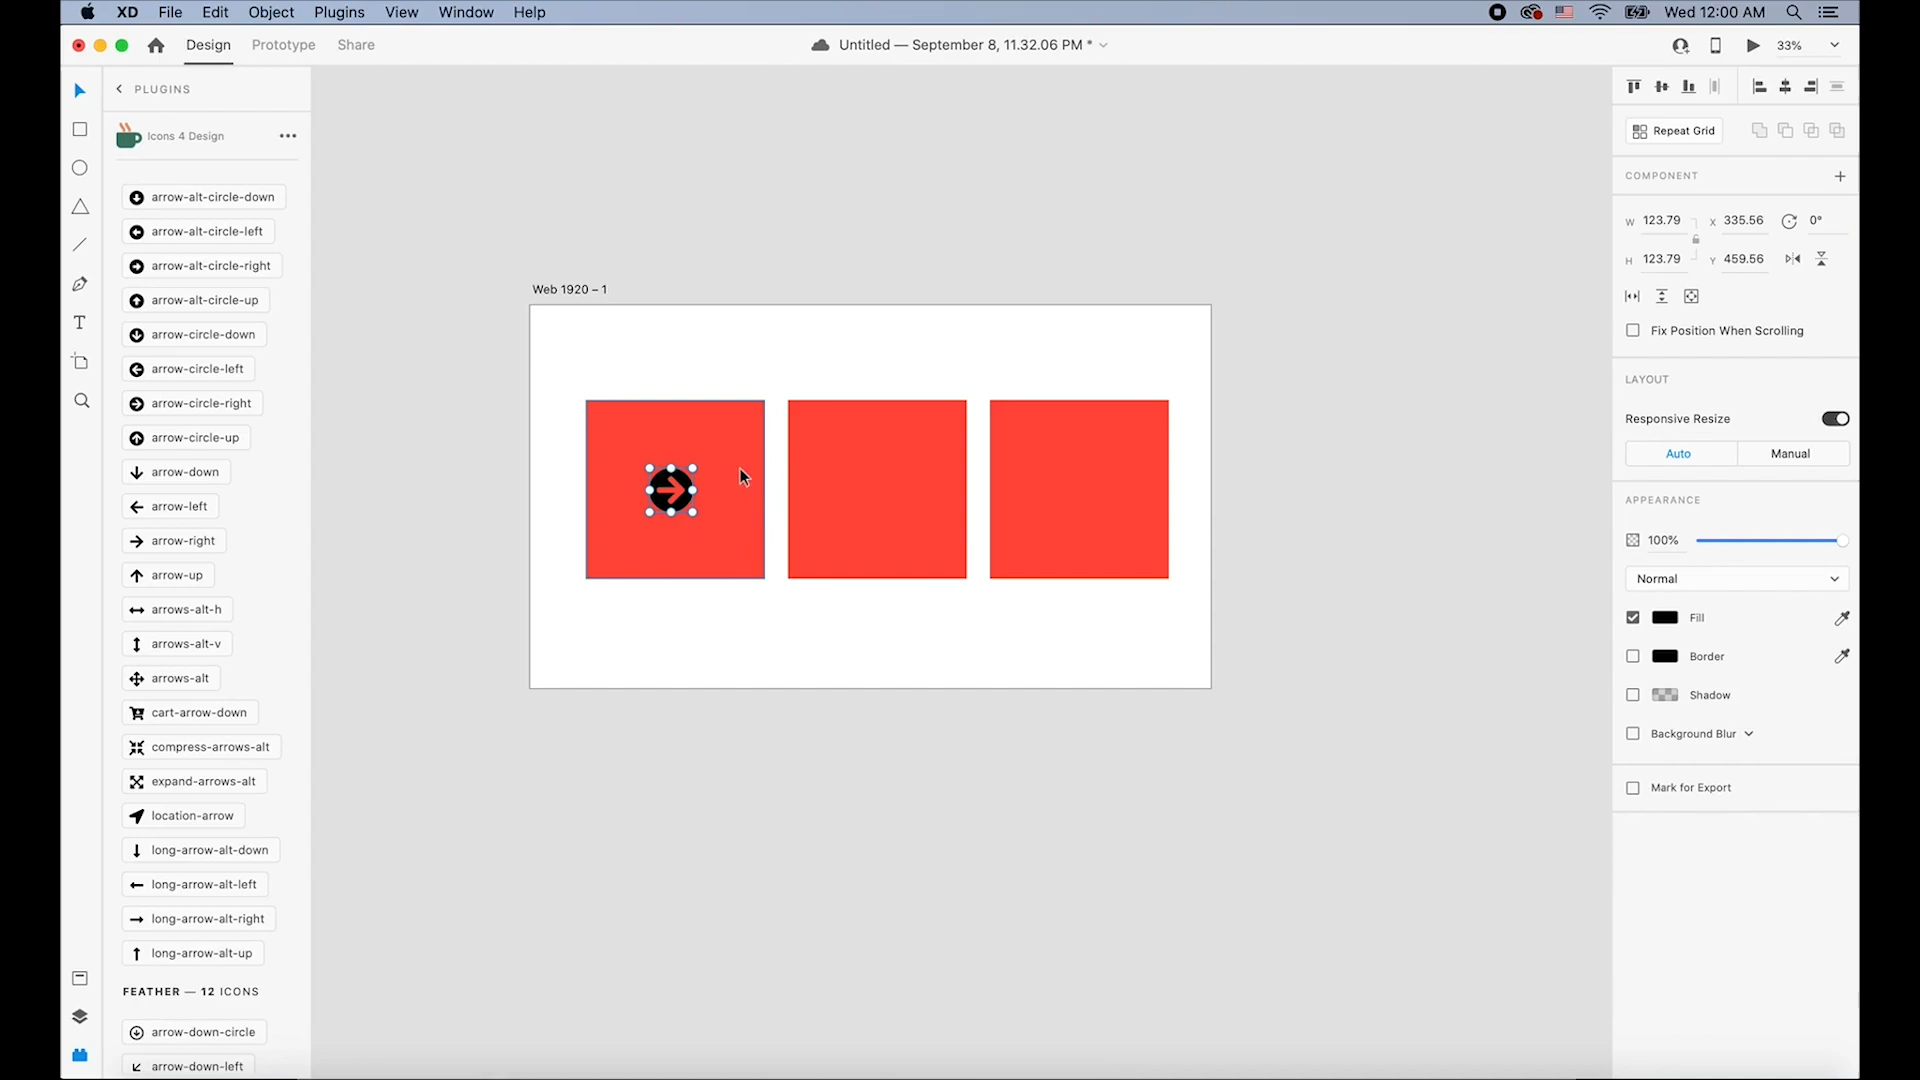 XD File Edit Object Plugins View Window Help Wed 12:00 AM
Design Prototype Share Untitled — September 8, 11.32.06 PM * 33%
PLUGINS
Icons 4 Design
arrow-alt-circle-down
arrow-alt-circle-left
arrow-alt-circle-right
arrow-alt-circle-up
arrow-circle-down
arrow-circle-left
arrow-circle-right
arrow-circle-up
arrow-down
arrow-left
arrow-right
arrow-up
arrows-alt-h
arrows-alt-v
arrows-alt
cart-arrow-down
compress-arrows-alt
expand-arrows-alt
location-arrow
long-arrow-alt-down
long-arrow-alt-left
long-arrow-alt-right
long-arrow-alt-up
FEATHER — 12 ICONS
arrow-down-circle
arrow-down-left
Web 1920 – 1
Repeat Grid
COMPONENT
W 123.79 X 335.56 0°
H 123.79 Y 459.56
Fix Position When Scrolling
LAYOUT
Responsive Resize
Auto Manual
APPEARANCE
100%
Normal
Fill
Border
Shadow
Background Blur
Mark for Export